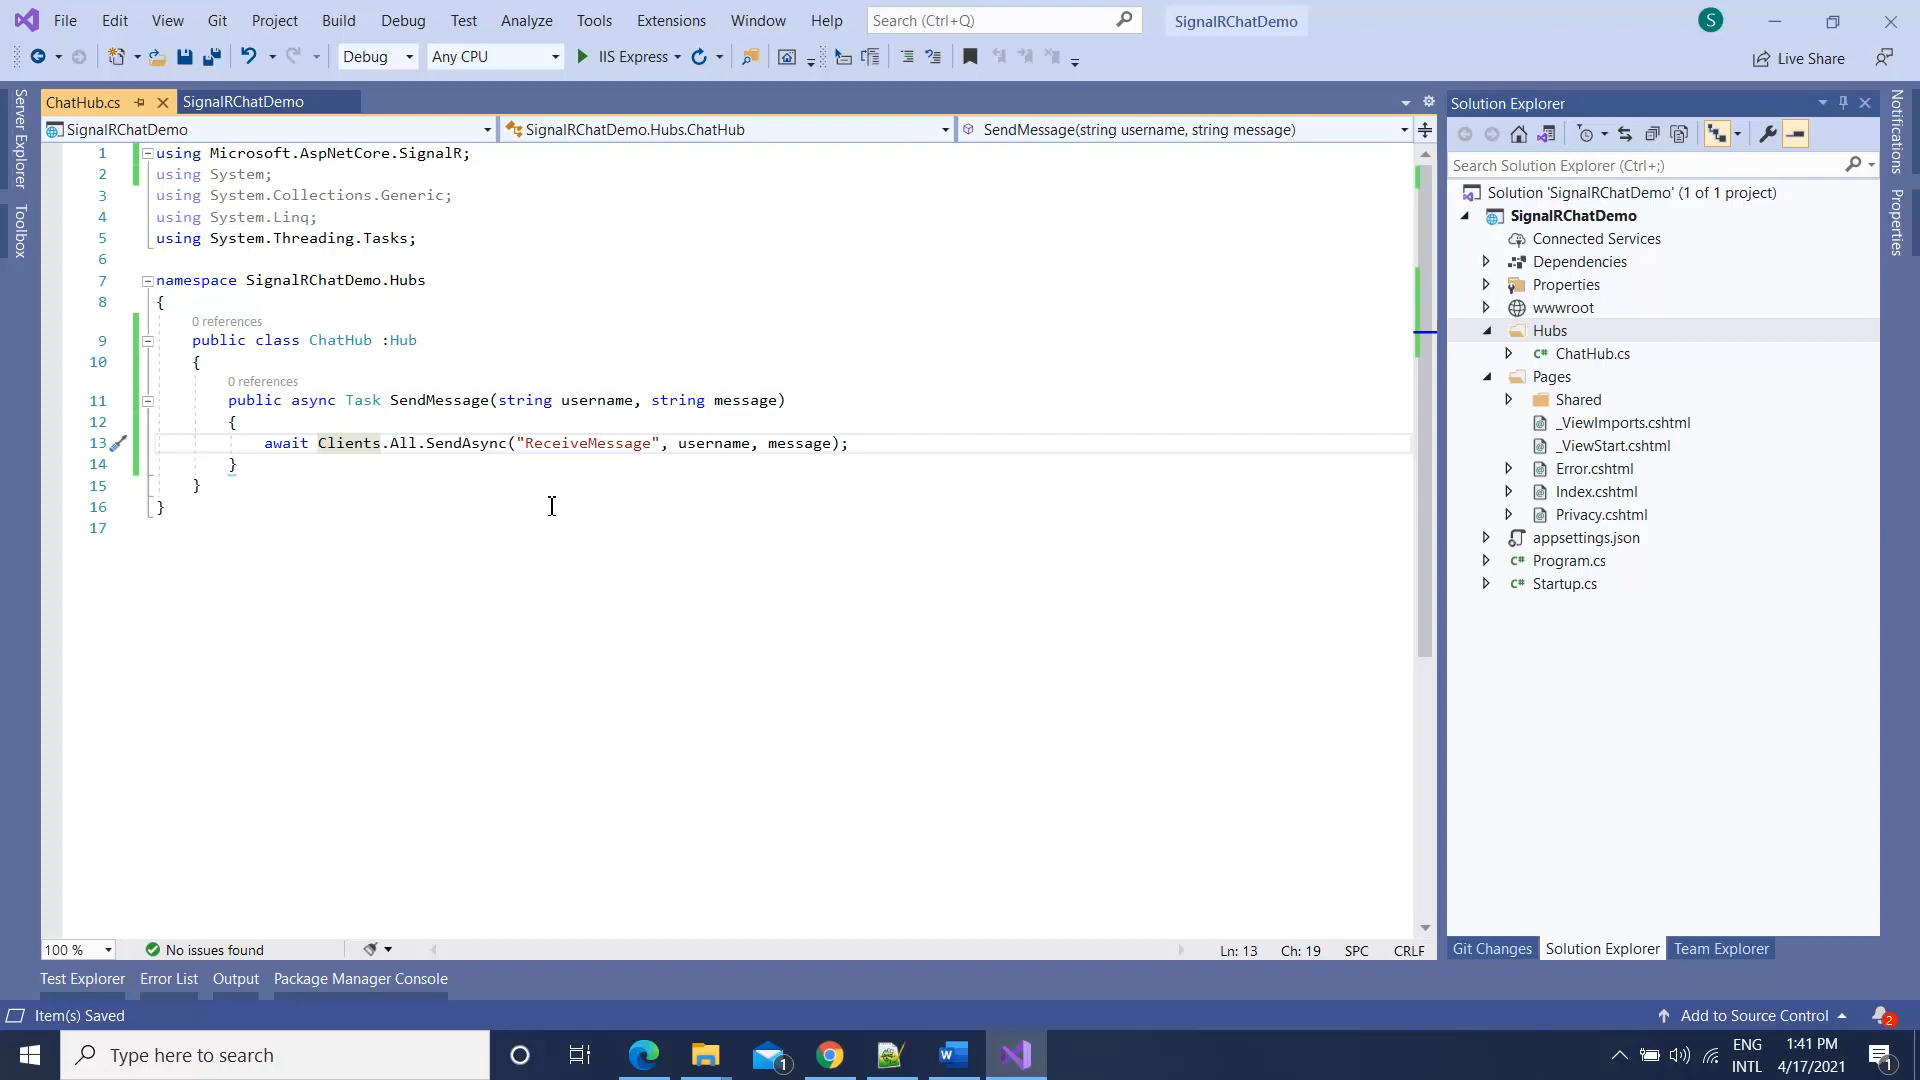 File Edit View Git Project Build Debug Test Analyze Tools Extensions Window Help Search (Ctrl+Q) SignalRChatDemo S
Debug Any CPU IIS Express Live Share
ChatHub.cs SignalRChatDemo
SignalRChatDemo SignalRChatDemo.Hubs.ChatHub SendMessage(string username, string message)
Server Explorer
Toolbox
1 using Microsoft.AspNetCore.SignalR;
2 using System;
3 using System.Collections.Generic;
4 using System.Linq;
5 using System.Threading.Tasks;
6
7 namespace SignalRChatDemo.Hubs
8 {
0 references
9 public class ChatHub :Hub
10 {
0 references
11 public async Task SendMessage(string username, string message)
12 {
13 await Clients.All.SendAsync("ReceiveMessage", username, message);
14 }
15 }
16 }
17
100 % No issues found Ln: 13 Ch: 19 SPC CRLF
Test Explorer Error List Output Package Manager Console
Solution Explorer
Search Solution Explorer (Ctrl+;)
Solution 'SignalRChatDemo' (1 of 1 project)
SignalRChatDemo
Connected Services
Dependencies
Properties
wwwroot
Hubs
C# ChatHub.cs
Pages
Shared
_ViewImports.cshtml
_ViewStart.cshtml
Error.cshtml
Index.cshtml
Privacy.cshtml
appsettings.json
C# Program.cs
C# Startup.cs
Git Changes Solution Explorer Team Explorer
Notifications
Properties
Item(s) Saved Add to Source Control 2
Type here to search 1 W ENG 1:41 PM
INTL 4/17/2021 1